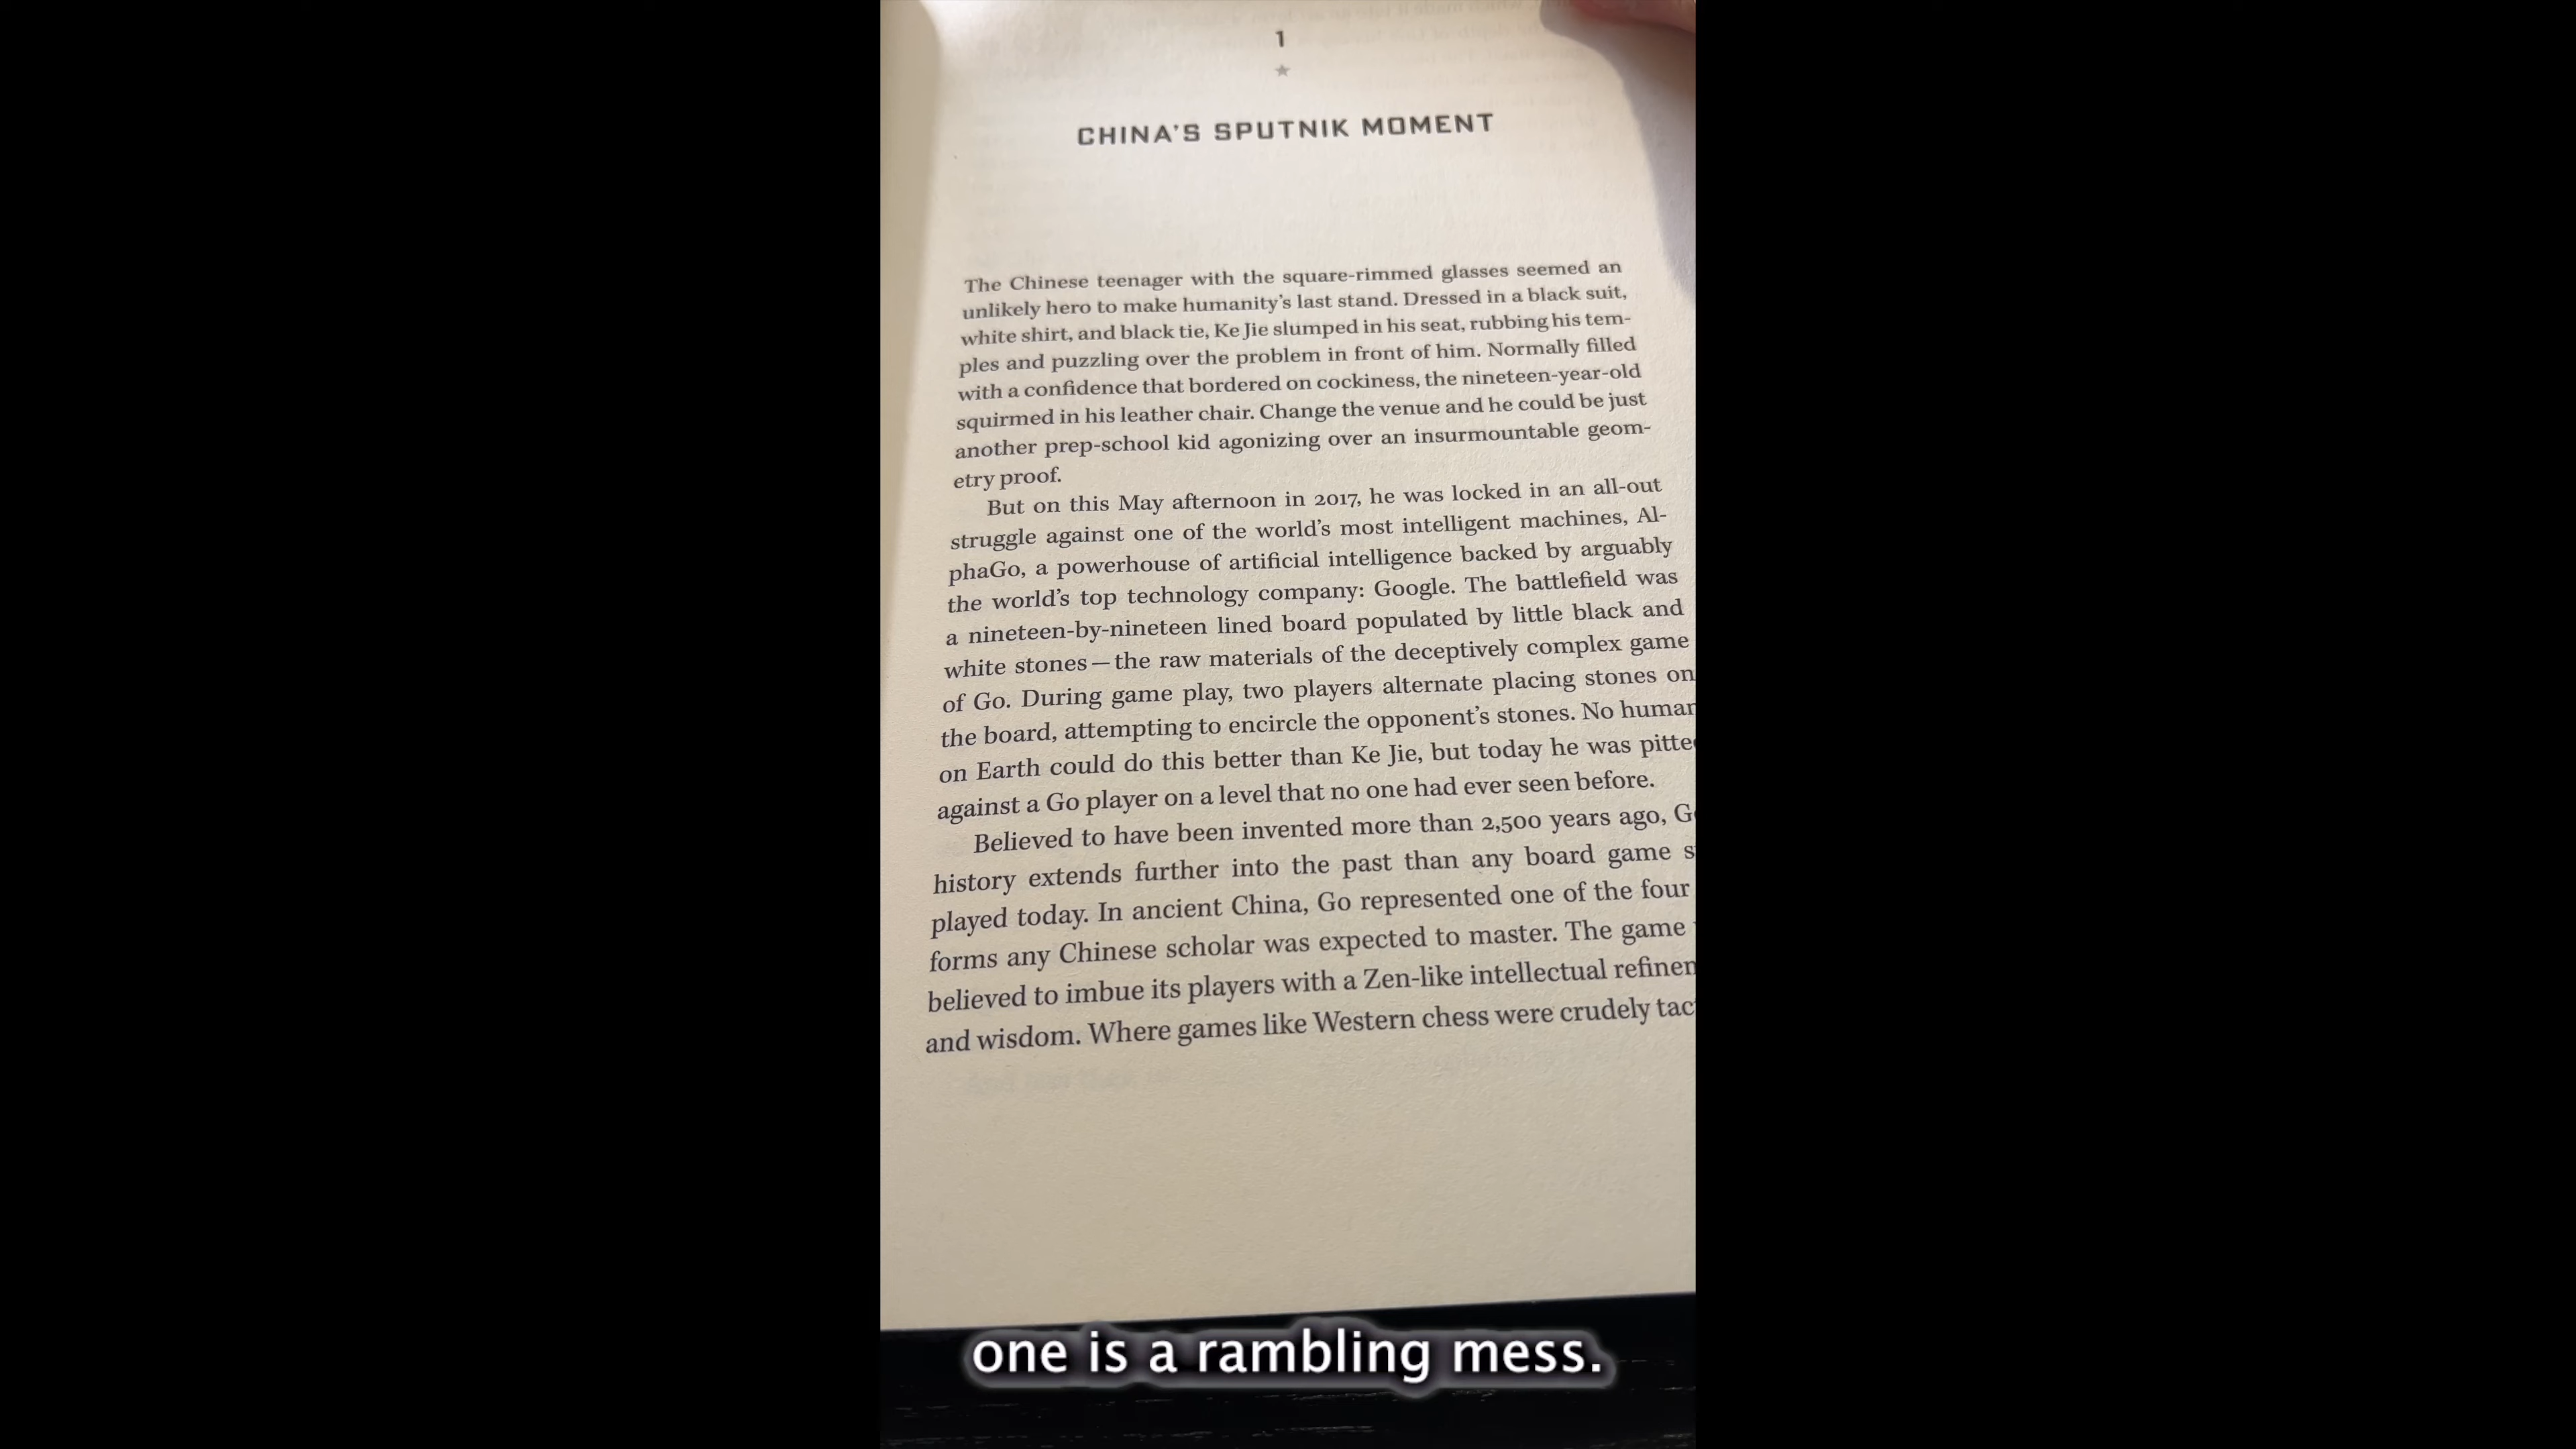 1
CHINA'S SPUTNIK MOMENT
The Chinese teenager with the square-rimmed glasses seemed an
unlikely hero to make humanity's last stand. Dressed in a black suit,
white shirt, and black tie, Ke Jie slumped in his seat, rubbing his tem-
ples and puzzling over the problem in front of him. Normally filled
with a confidence that bordered on cockiness, the nineteen-year-old
squirmed in his leather chair. Change the venue and he could be just
another prep-school kid agonizing over an insurmountable geom-
etry proof.
But on this May afternoon in 2017, he was locked in an all-out
struggle against one of the world's most intelligent machines, Al-
phaGo, a powerhouse of artificial intelligence backed by arguably
the world's top technology company: Google. The battlefield was
a nineteen-by-nineteen lined board populated by little black and
white stones—the raw materials of the deceptively complex game
of Go. During game play, two players alternate placing stones on
the board, attempting to encircle the opponent's stones. No human
on Earth could do this better than Ke Jie, but today he was
against a Go player on a level that no one had ever seen before.
Believed to have been invented more than 2,500 years ago,
history extends further into the past than any board game
played today. In ancient China, Go represented one of the four
forms any Chinese scholar was expected to master. The game
believed to imbue its players with a Zen-like intellectual
and wisdom. Where games like Western chess were crudely
one is a rambling mess.